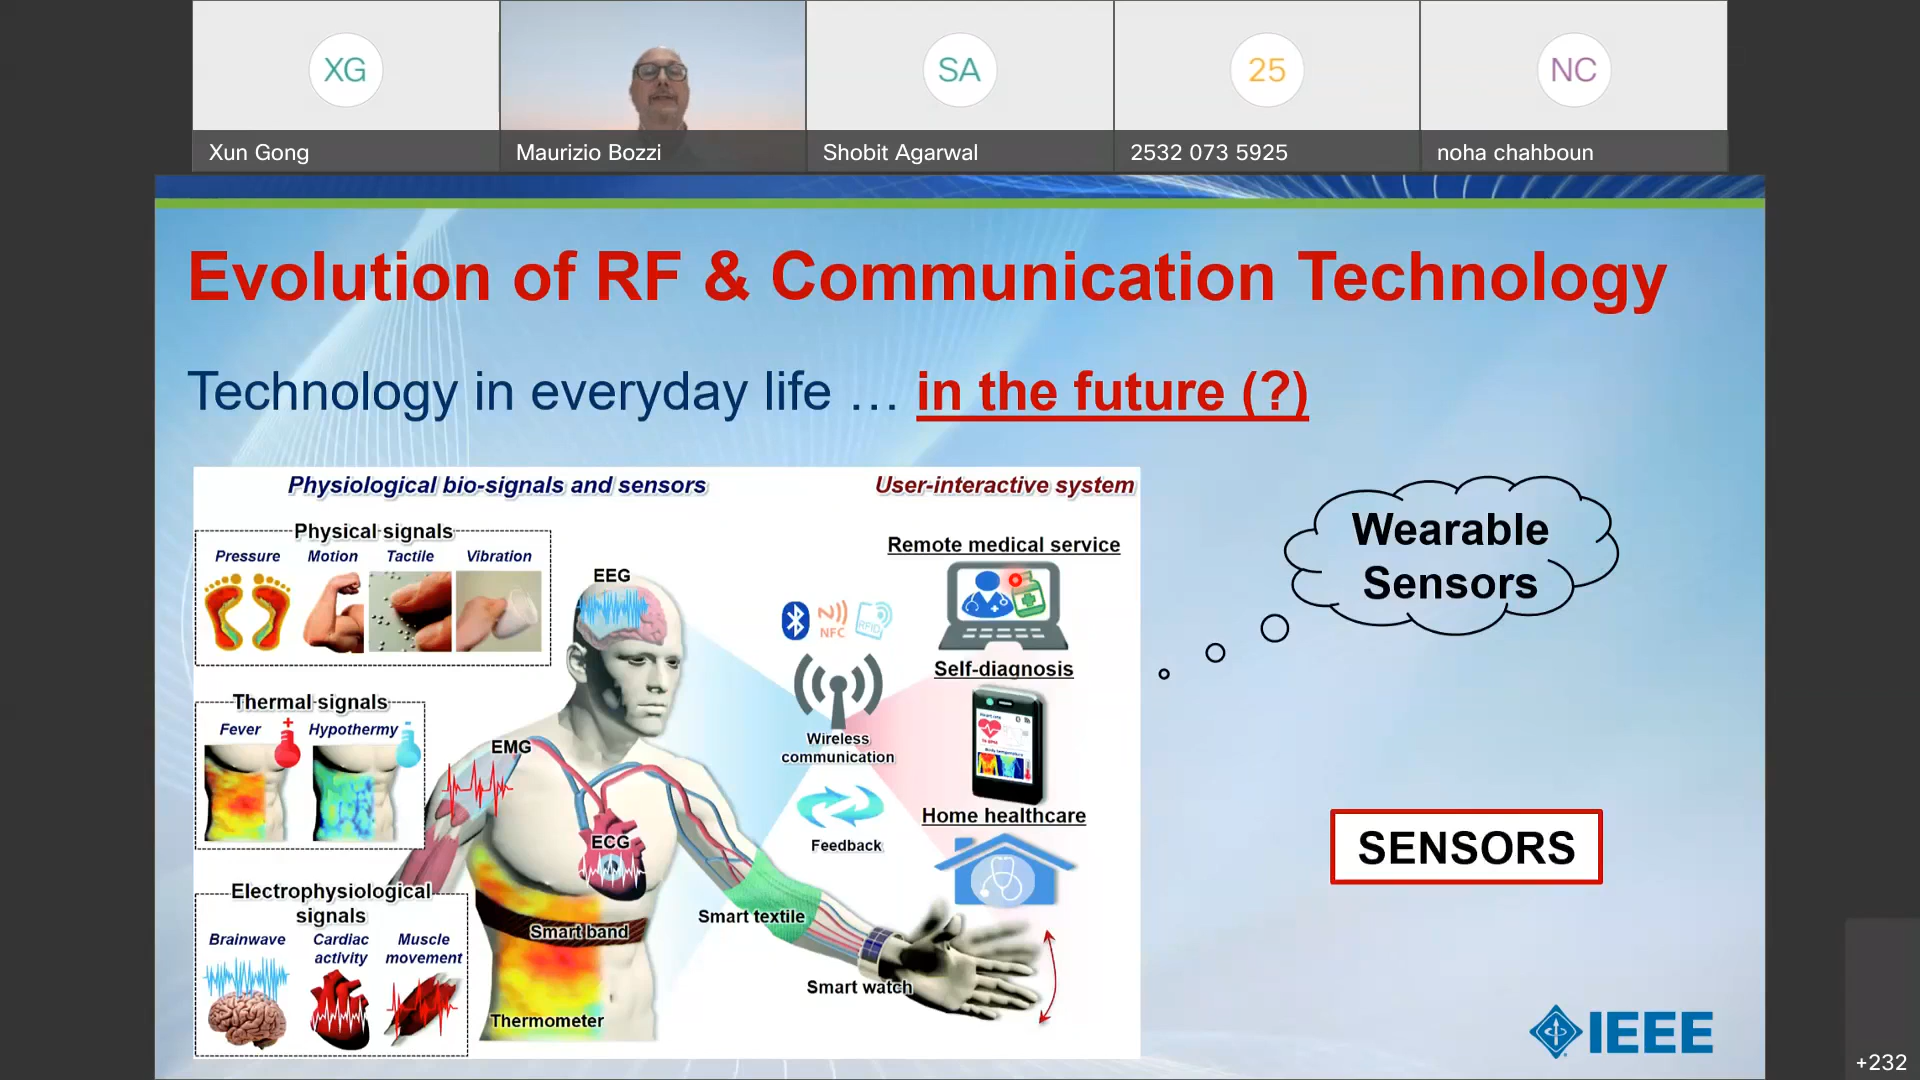 XG
SA
25
NC
Xun Gong
Maurizio Bozzi
Shobit Agarwal
2532 073 5925
noha chahboun
Evolution of RF & Communication Technology
Technology in everyday life … in the future (?)
Physiological bio-signals and sensors
User-interactive system
Physical signals
Pressure
Motion
Tactile
Vibration
Thermal signals
Fever
Hypothermy
Electrophysiological
signals
Brainwave
Cardiac
activity
Muscle
movement
EEG
EMG
ECG
Smart band
Thermometer
Smart textile
Smart watch
NFC
RFID
Wireless
communication
Feedback
Remote medical service
Self-diagnosis
Home healthcare
Wearable
Sensors
SENSORS
IEEE
+232